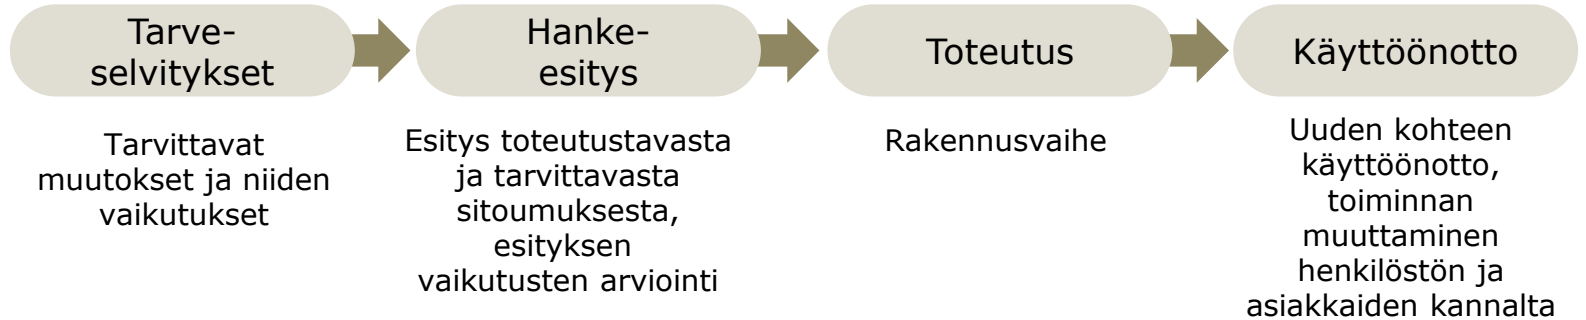 Tarve-
selvitykset
Hanke-
esitys
Toteutus
Käyttöönotto
Tarvittavat
muutokset ja niiden
vaikutukset
Esitys toteutustavasta
ja tarvittavasta
sitoumuksesta,
esityksen
vaikutusten arviointi
Rakennusvaihe
Uuden kohteen
käyttöönotto,
toiminnan
muuttaminen
henkilöstön ja
asiakkaiden kannalta